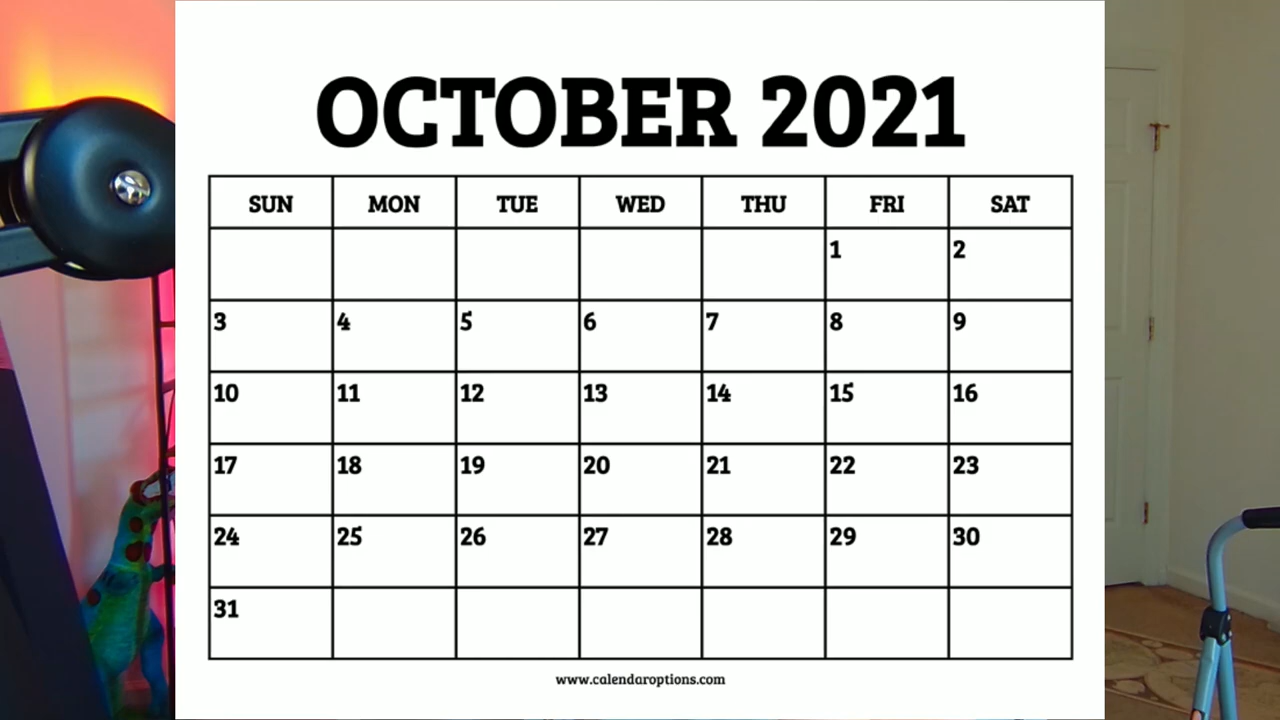 OCTOBER 2021
SUN MON TUE WED THU FRI SAT
1 2
3 4 5 6 7 8 9
10 11 12 13 14 15 16
17 18 19 20 21 22 23
24 25 26 27 28 29 30
31
www.calendaroptions.com